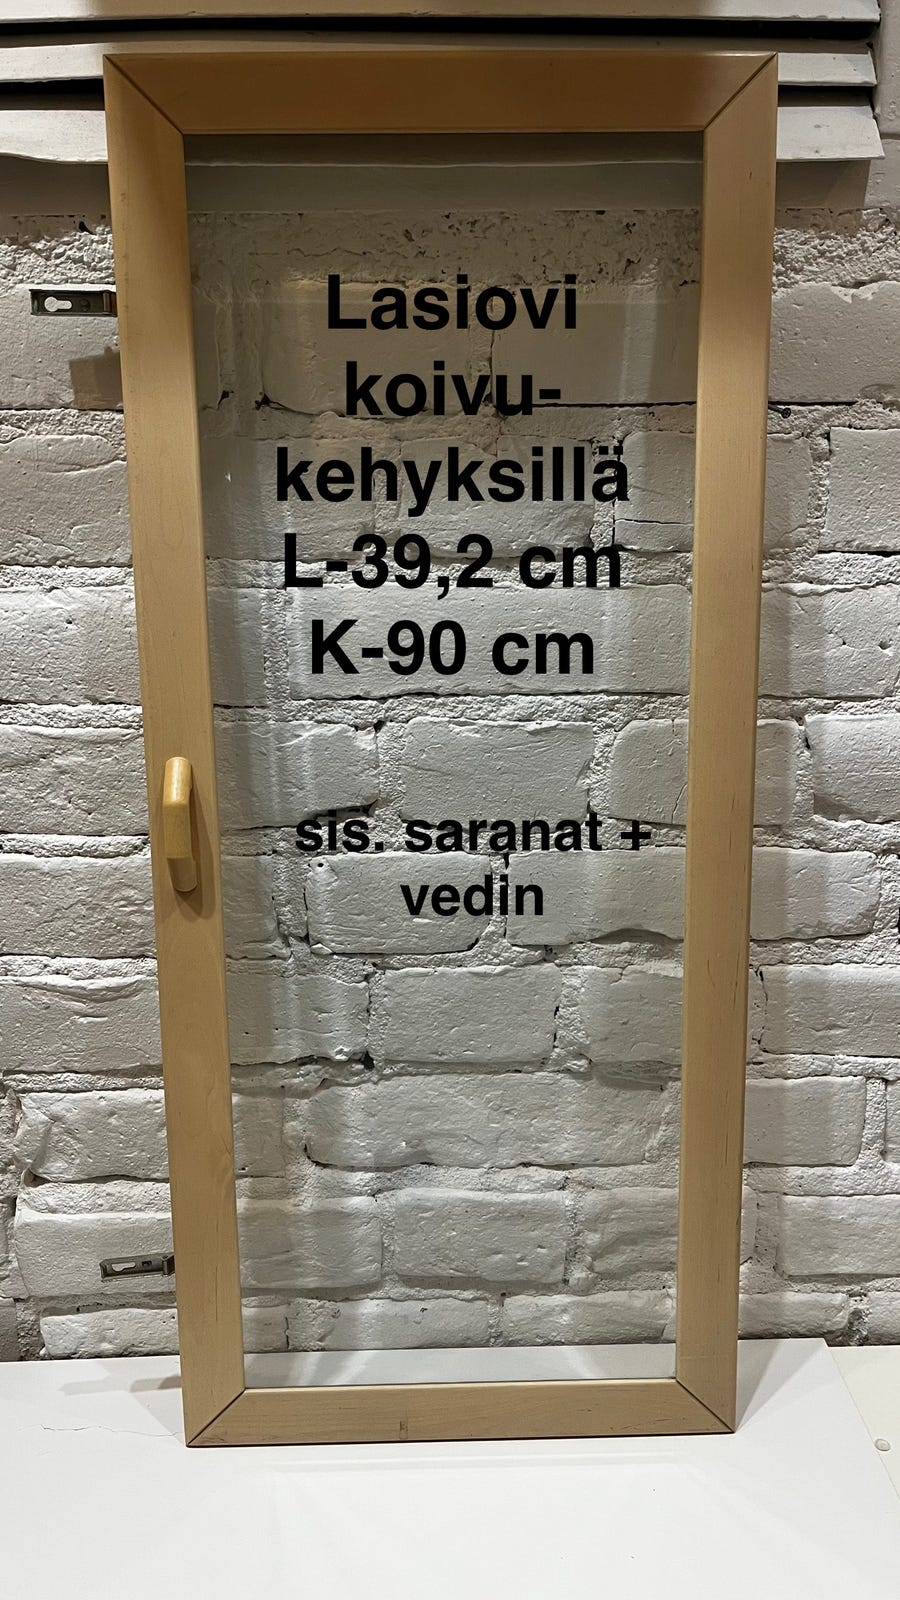 Lasiovi
koivu-
kehyksillä
L-39,2 cm
K-90 cm
sis. saranat +
vedin